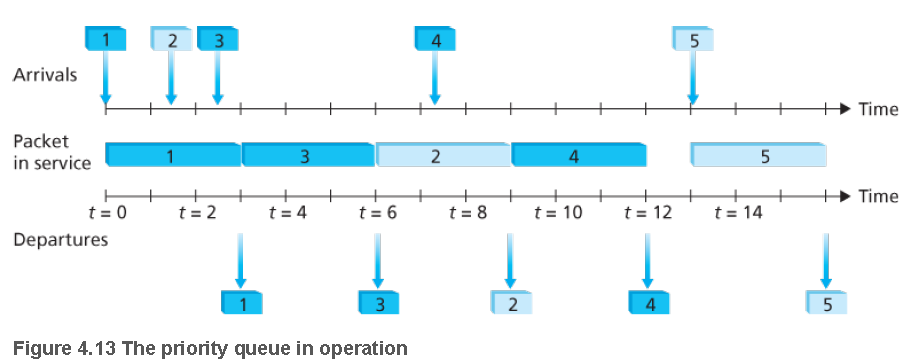 1 2 3 4 5
Arrivals
Time
Packet
in service
1 3 2 4 5
Time
t = 0 t = 2 t = 4 t = 6 t = 8 t = 10 t = 12 t = 14
Departures
1 3 2 4 5
Figure 4.13 The priority queue in operation